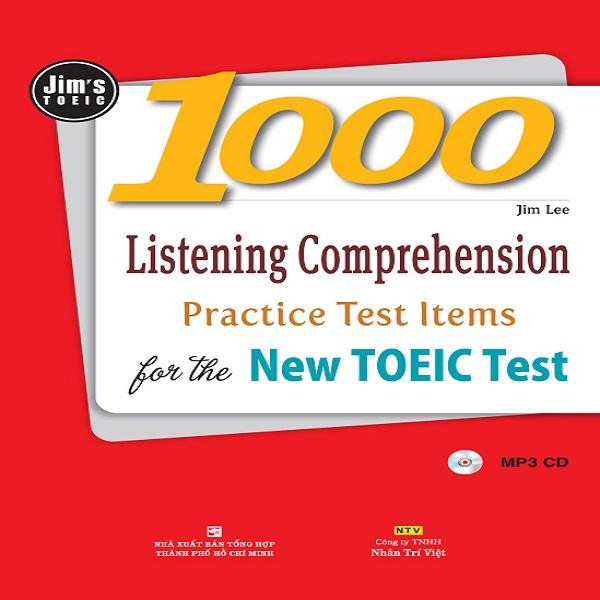 Jim's
TOEIC
1000
Jim Lee
Listening Comprehension
Practice Test Items
for the New TOEIC Test
MP3 CD
NHÀ XUẤT BẢN TỔNG HỢP
THÀNH PHỐ HỒ CHÍ MINH
NTV
Công ty TNHH
Nhân Trí Việt